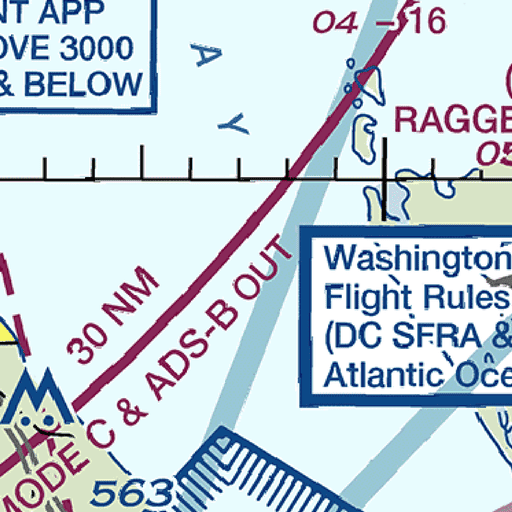 NT APP
OVE 3000
& BELOW
04 – 16
A
Y
RAGGE
05
Washington
Flight Rules
(DC SFRA &
Atlantic Oce
30 NM
MODE C & ADS-B OUT
563